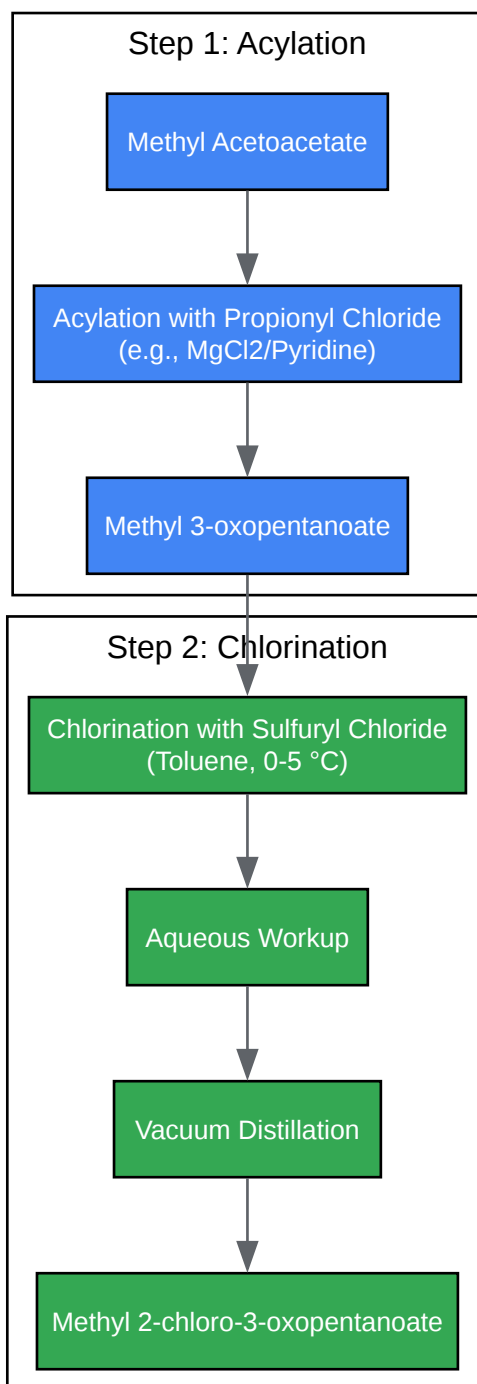 Step 1: Acylation
Methyl Acetoacetate
Acylation with Propionyl Chloride
(e.g., MgCl2/Pyridine)
Methyl 3-oxopentanoate
Step 2: Chlorination
Chlorination with Sulfuryl Chloride
(Toluene, 0-5 °C)
Aqueous Workup
Vacuum Distillation
Methyl 2-chloro-3-oxopentanoate